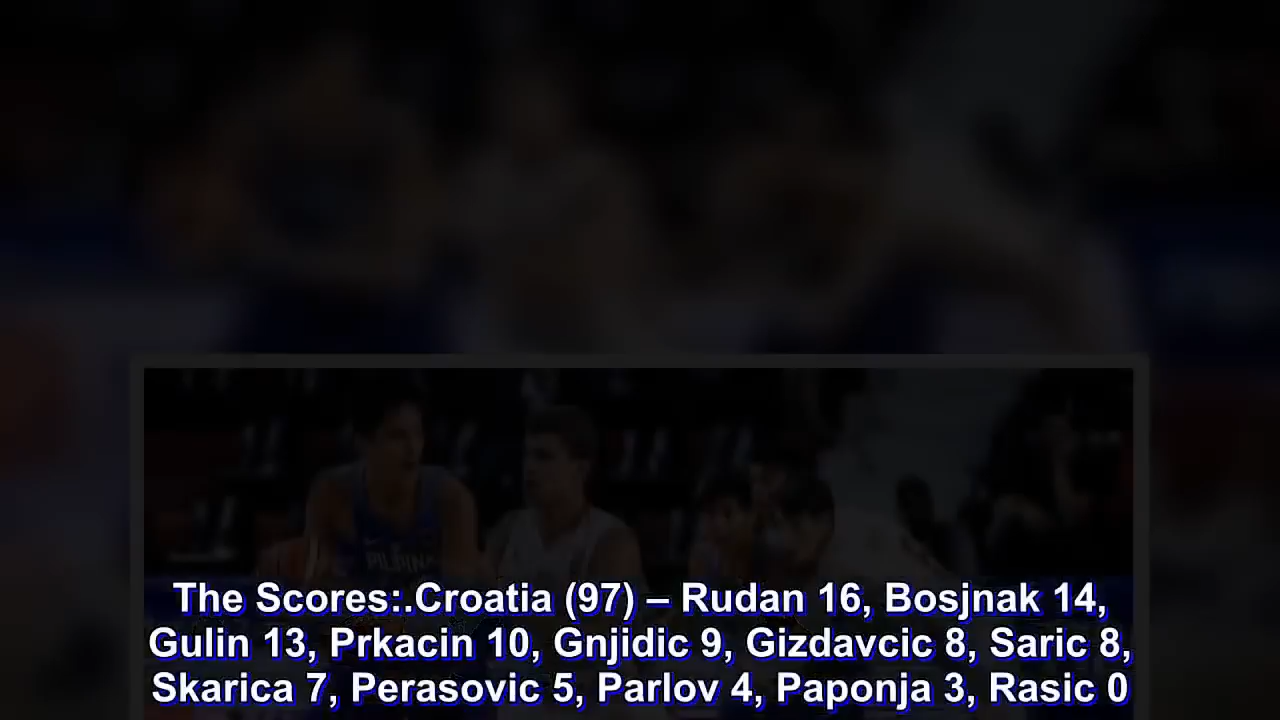 PILIPINAS
The Scores:.Croatia (97) – Rudan 16, Bosjnak 14,
Gulin 13, Prkacin 10, Gnjidic 9, Gizdavcic 8, Saric 8,
Skarica 7, Perasovic 5, Parlov 4, Paponja 3, Rasic 0